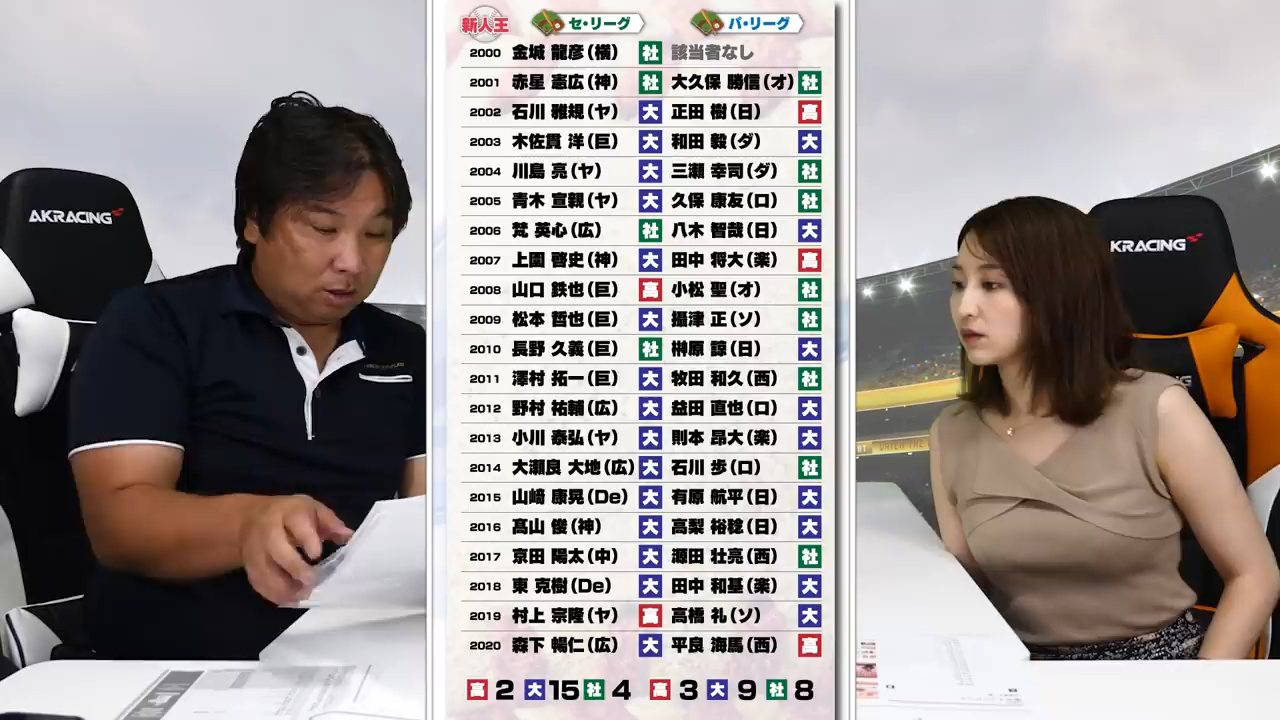 新人王 セ・リーグ パ・リーグ
2000 金城 龍彦(横) 社 該当者なし
2001 赤星 憲広(神) 社 大久保 勝信(オ) 社
2002 石川 雅規(ヤ) 大 正田 樹(日) 高
2003 木佐貫 洋(巨) 大 和田 毅(ダ) 大
2004 川島 亮(ヤ) 大 三瀬 幸司(ダ) 社
2005 青木 宣親(ヤ) 大 久保 康友(ロ) 社
2006 梵 英心(広) 社 八木 智哉(日) 大
2007 上園 啓史(神) 大 田中 将大(楽) 高
2008 山口 鉄也(巨) 高 小松 聖(オ) 社
2009 松本 哲也(巨) 大 攝津 正(ソ) 社
2010 長野 久義(巨) 社 榊原 諒(日) 大
2011 澤村 拓一(巨) 大 牧田 和久(西) 社
2012 野村 祐輔(広) 大 益田 直也(ロ) 大
2013 小川 泰弘(ヤ) 大 則本 昂大(楽) 大
2014 大瀬良 大地(広) 大 石川 歩(ロ) 社
2015 山﨑 康晃(De) 大 有原 航平(日) 大
2016 髙山 俊(神) 大 高梨 裕稔(日) 大
2017 京田 陽太(中) 大 源田 壮亮(西) 社
2018 東 克樹(De) 大 田中 和基(楽) 大
2019 村上 宗隆(ヤ) 高 高橋 礼(ソ) 大
2020 森下 暢仁(広) 大 平良 海馬(西) 高
高 2 大 15 社 4 高 3 大 9 社 8
AKRACING
KRACING